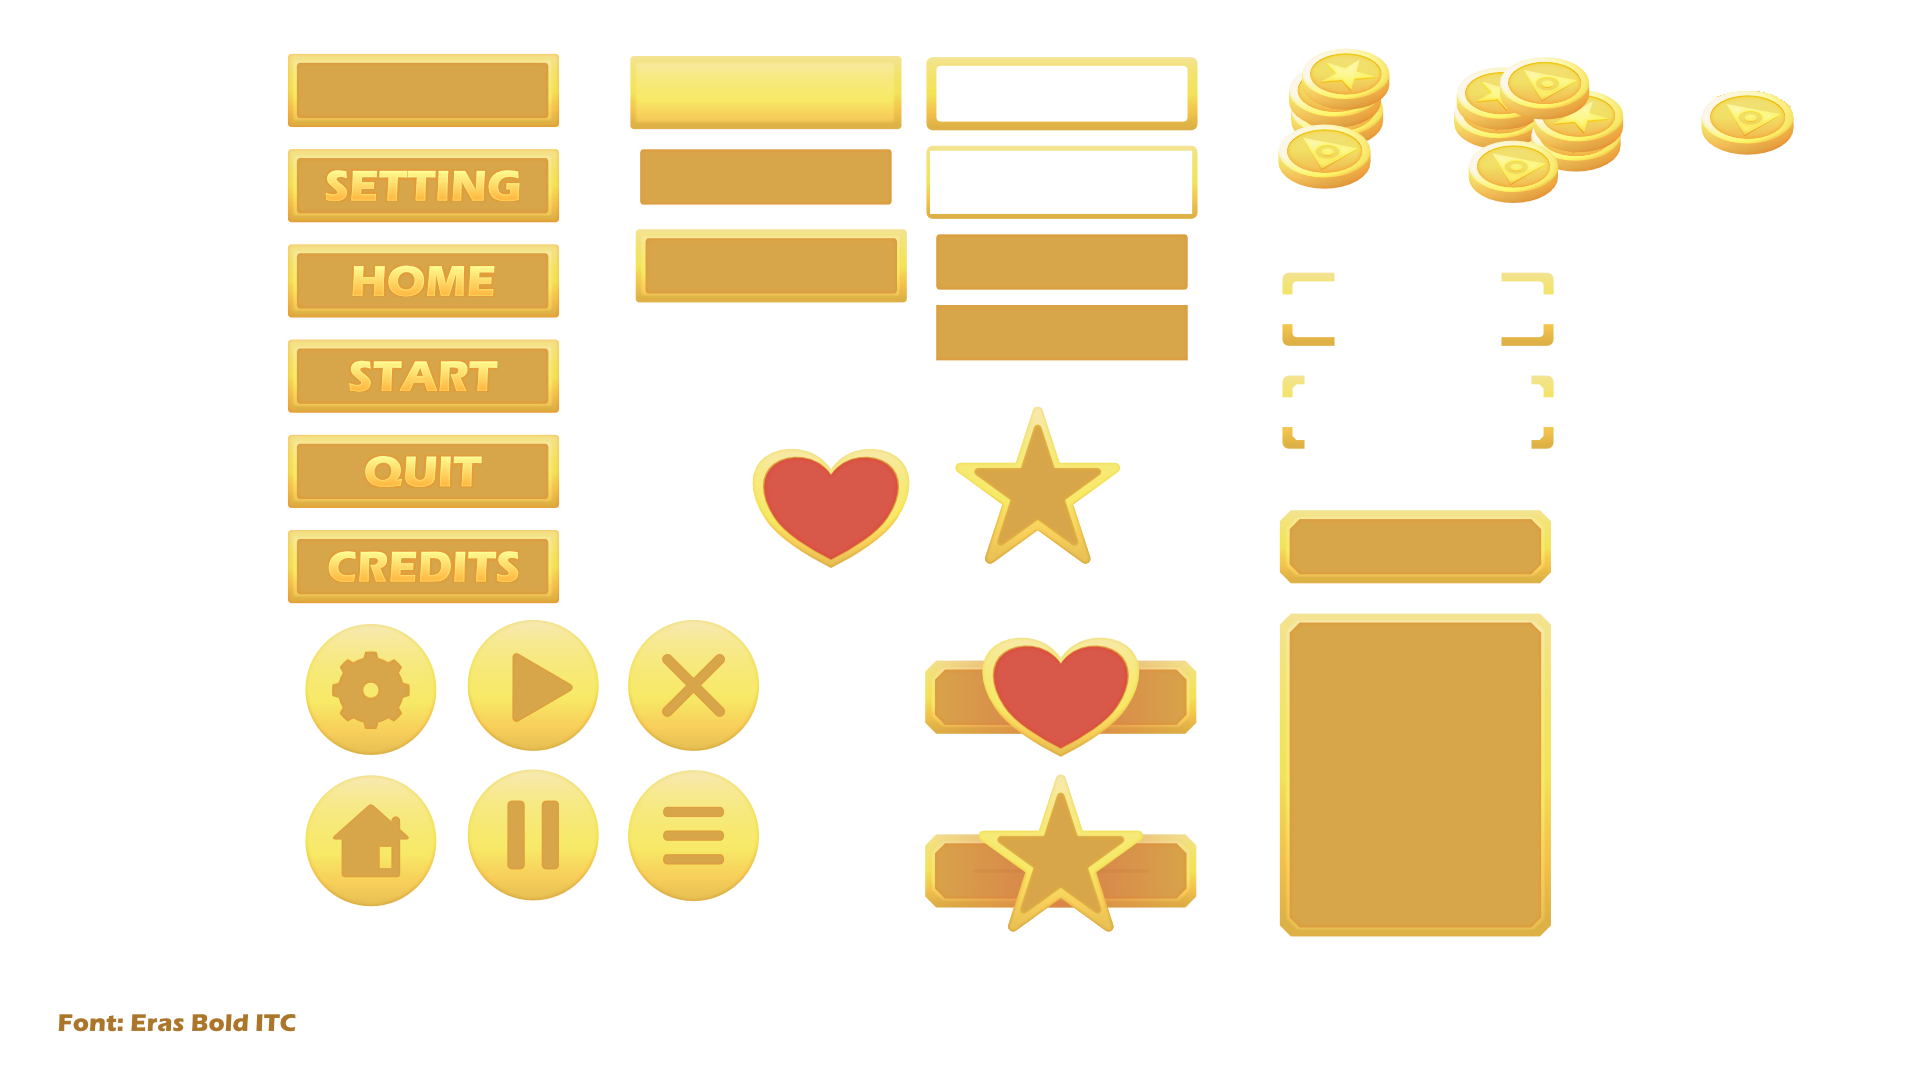 SETTING
HOME
START
QUIT
CREDITS
Font: Eras Bold ITC